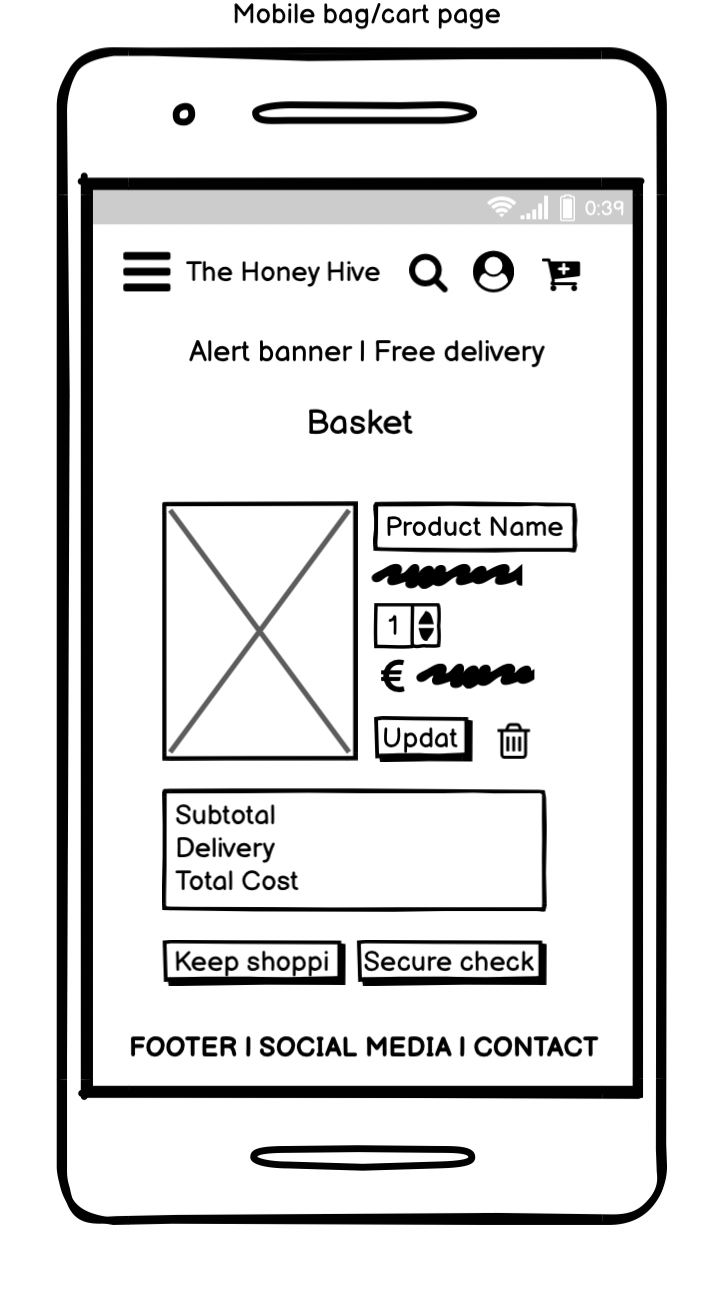 Mobile bag/cart page
0:39
The Honey Hive
Alert banner | Free delivery
Basket
Product Name
1
€
Updat
Subtotal
Delivery
Total Cost
Keep shoppi Secure check
FOOTER | SOCIAL MEDIA | CONTACT